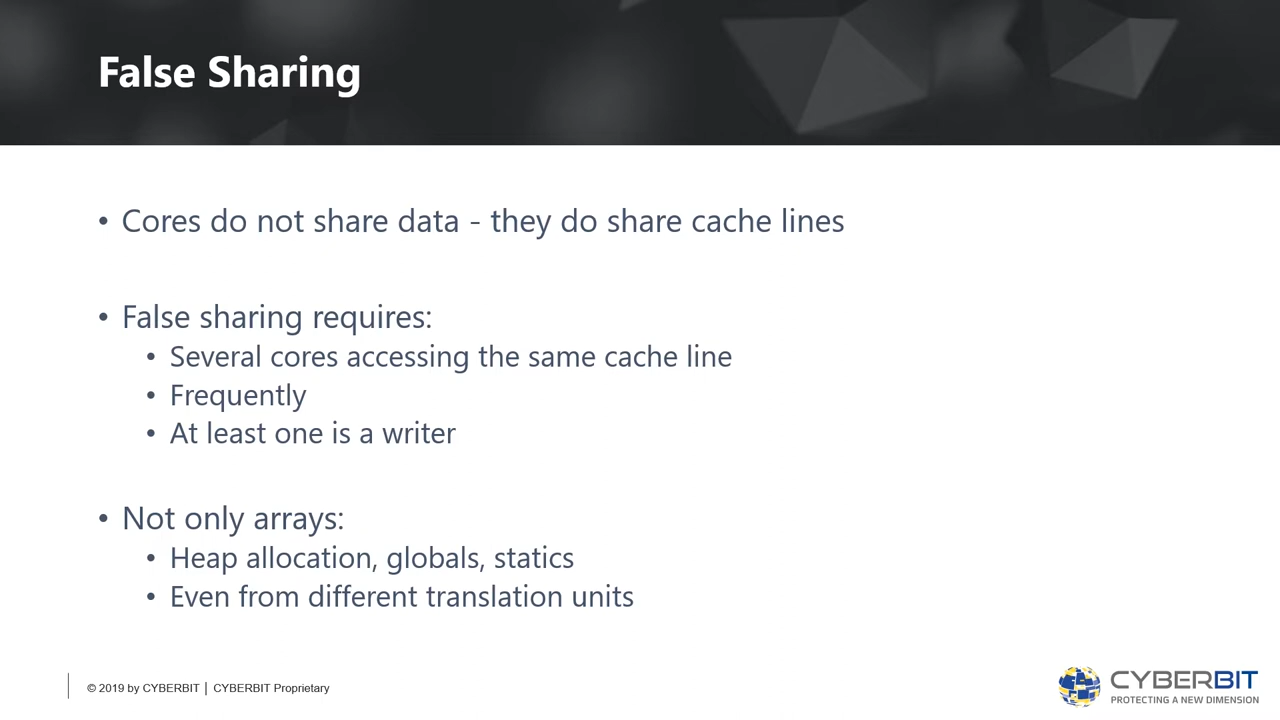 False Sharing
• Cores do not share data - they do share cache lines
• False sharing requires:
• Several cores accessing the same cache line
• Frequently
• At least one is a writer
• Not only arrays:
• Heap allocation, globals, statics
• Even from different translation units
© 2019 by CYBERBIT | CYBERBIT Proprietary
CYBERBIT
PROTECTING A NEW DIMENSION